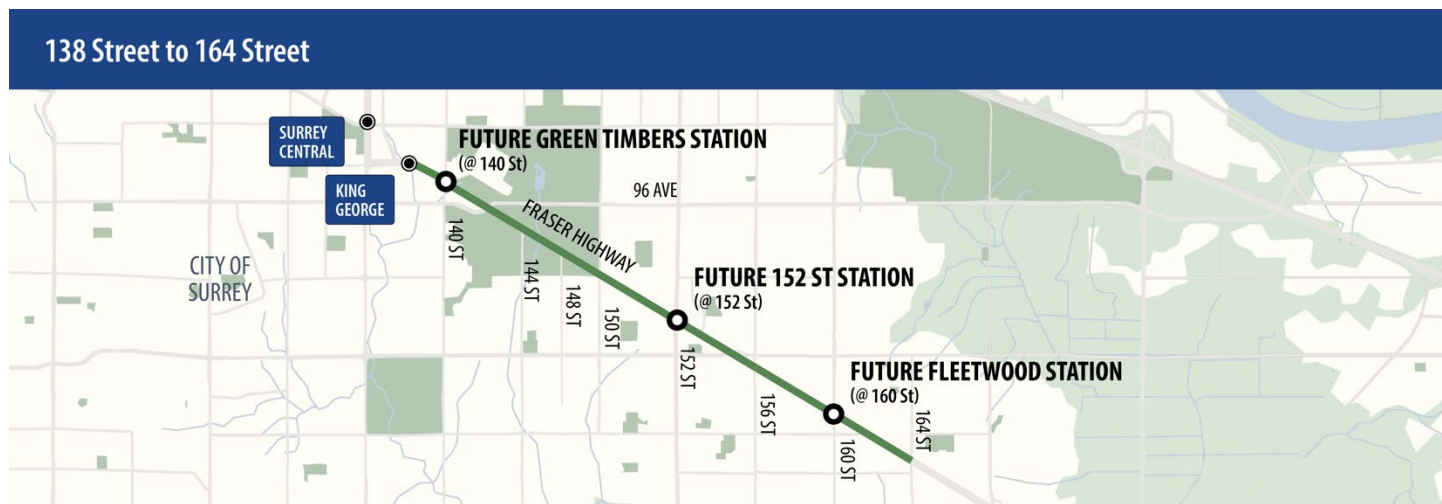 138 Street to 164 Street
SURREY
CENTRAL
KING
GEORGE
FUTURE GREEN TIMBERS STATION
(@ 140 St)
96 AVE
FRASER HIGHWAY
CITY OF
SURREY
140 ST
144 ST
148 ST
150 ST
FUTURE 152 ST STATION
(@ 152 St)
152 ST
156 ST
FUTURE FLEETWOOD STATION
(@ 160 St)
160 ST
164 ST